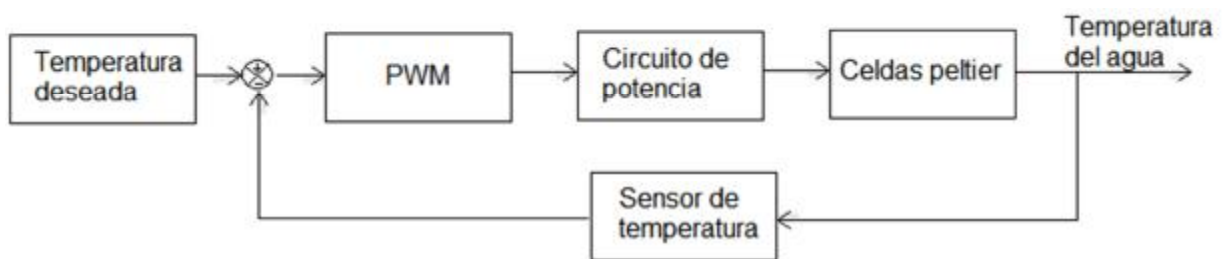 Temperatura
deseada
PWM
Circuito de
potencia
Celdas peltier
Temperatura
del agua
Sensor de
temperatura